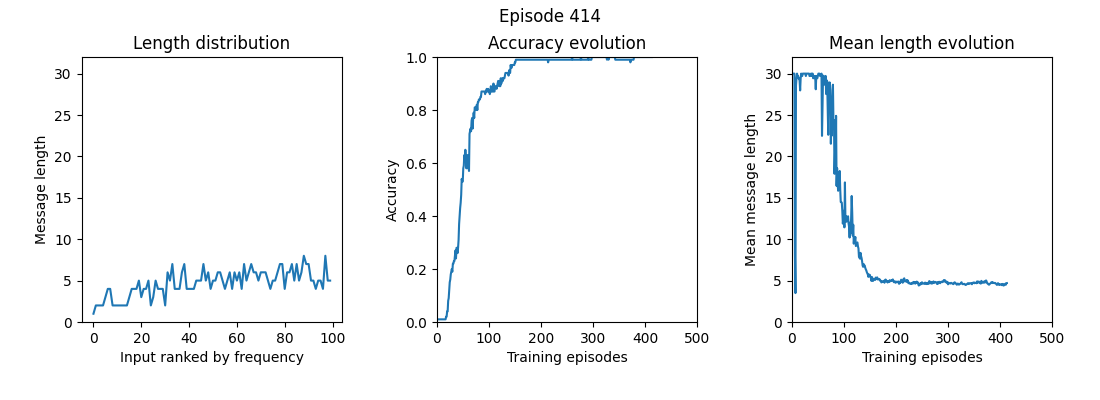 Episode 414
Length distribution
Message length
30
25
20
15
10
5
0
0 20 40 60 80 100
Input ranked by frequency
Accuracy evolution
Accuracy
1.0
0.8
0.6
0.4
0.2
0.0
0 100 200 300 400 500
Training episodes
Mean length evolution
Mean message length
30
25
20
15
10
5
0
0 100 200 300 400 500
Training episodes